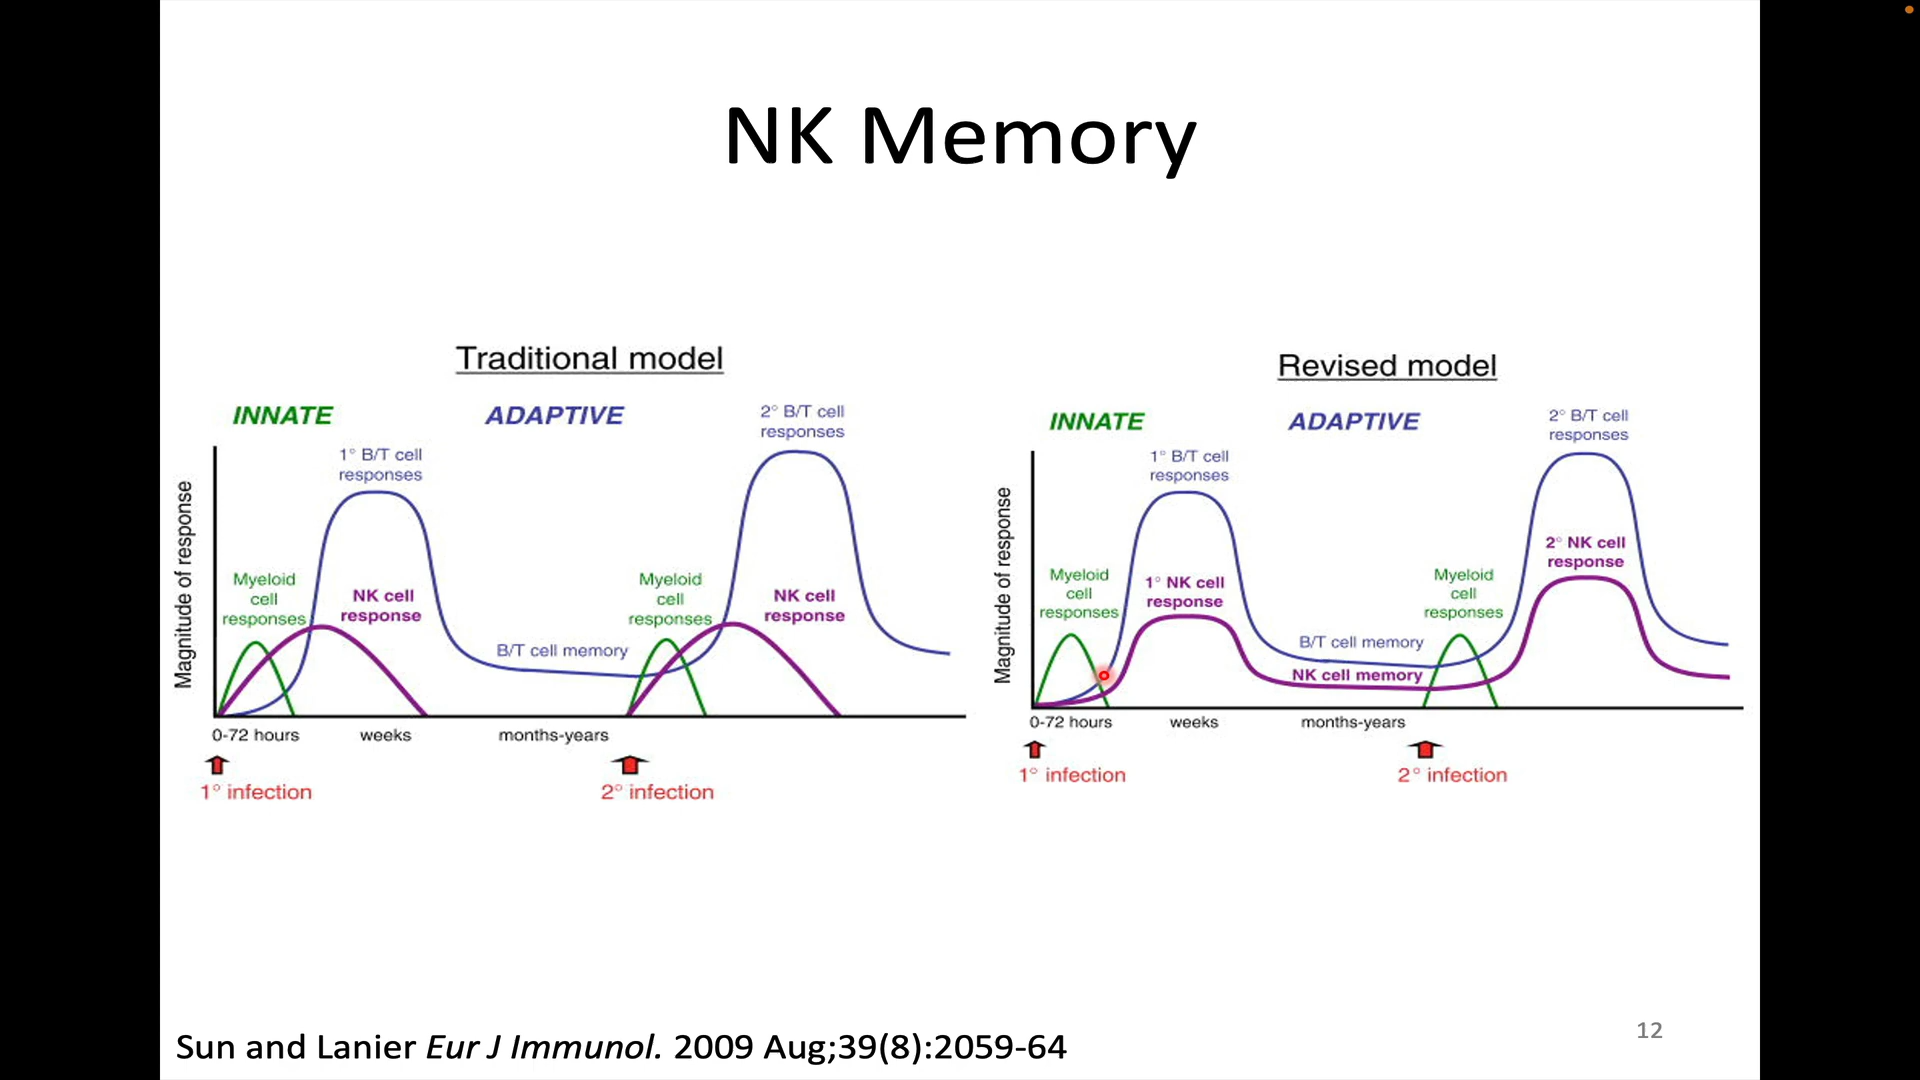 NK Memory
Traditional model
INNATE
ADAPTIVE
2° B/T cell
responses
1° B/T cell
responses
Magnitude of response
Myeloid
cell
responses
NK cell
response
B/T cell memory
Myeloid
cell
responses
NK cell
response
0-72 hours
weeks
months-years
1° infection
2° infection
Revised model
INNATE
ADAPTIVE
2° B/T cell
responses
1° B/T cell
responses
Magnitude of response
Myeloid
cell
responses
1° NK cell
response
B/T cell memory
NK cell memory
Myeloid
cell
responses
2° NK cell
response
0-72 hours
weeks
months-years
1° infection
2° infection
Sun and Lanier Eur J Immunol. 2009 Aug;39(8):2059-64
12